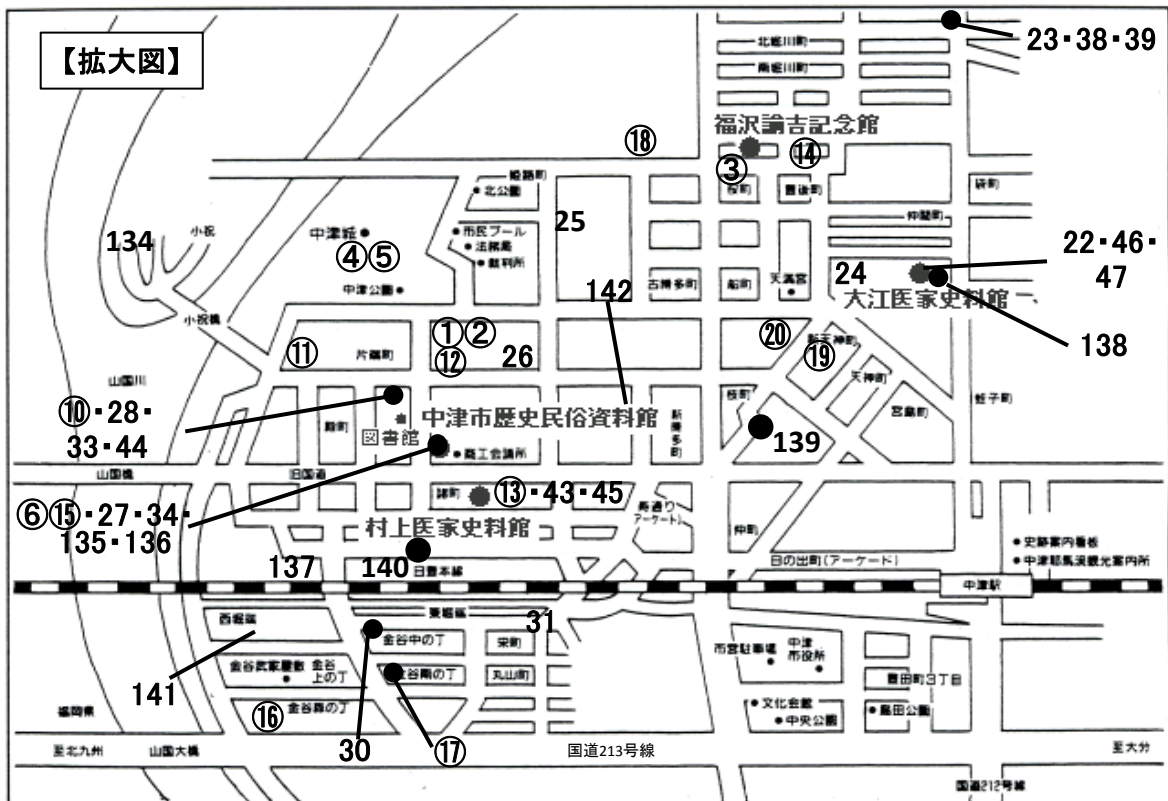 【拡大図】
北堀川町
南堀川町
23・38・39
福沢諭吉記念館
⑱
③
⑭
姫路町
北公園
桜町
豊後町
袋町
25
仲間町
134
小祝
中津城
市民プール
法務局
裁判所
④⑤
22・46・
47
中津公園
142
古博多町
船町
天満宮
24
大江医家史料館
小祝橋
①②
⑳
138
⑪
片端町
⑫
26
新天神町
⑲
天神町
山国川
蛭子町
宮島町
⑩・28・
33・44
殿町
図書館
中津市歴史民俗資料館
新博多町
枝町
139
商工会議所
山国橋
旧国道
⑥⑮・27・34・
135・136
諸町
⑬・43・45
寿通り
(アーケード)
村上医家史料館
仲町
史跡案内看板
中津耶馬渓観光案内所
日の出町(アーケード)
137
140
日豊本線
中津駅
西堀端
東堀端
31
金谷中の丁
栄町
市営駐車場
中津
市役所
金谷武家屋敷
金谷
上の丁
金谷南の丁
丸山町
豊田町3丁目
141
福岡県
⑯
金谷森の丁
文化会館
中央公園
島田公園
30
⑰
至北九州
山国大橋
国道213号線
至大分
国道212号線